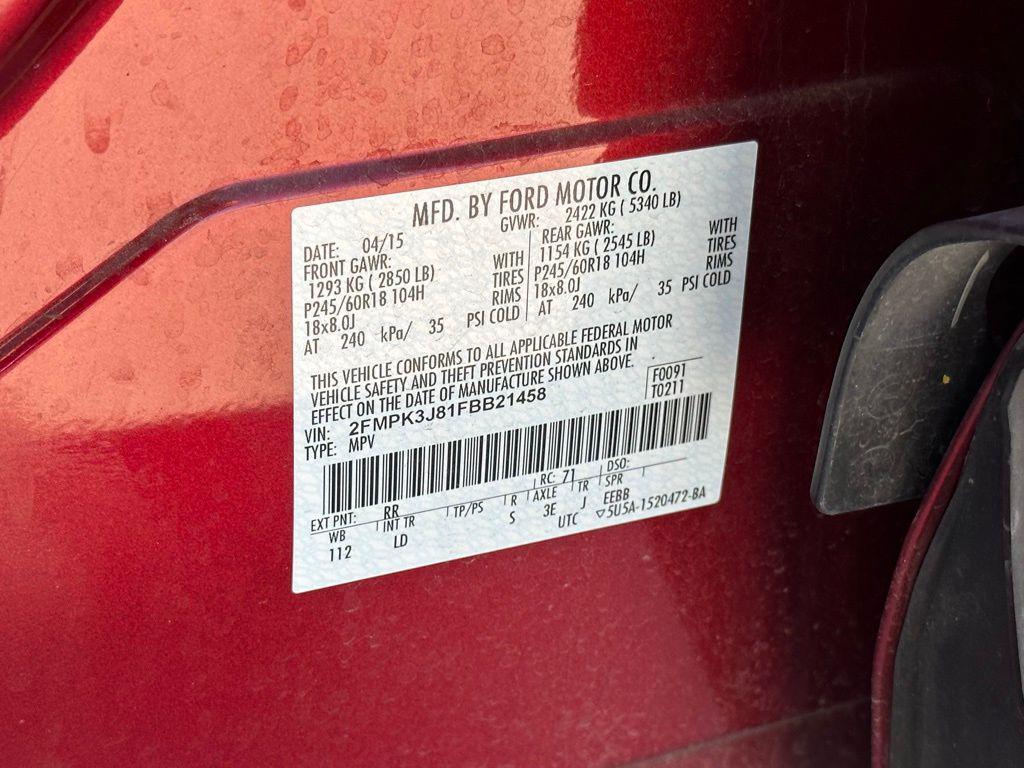 MFD. BY FORD MOTOR CO.
DATE: 04/15 GVWR: 2422 KG ( 5340 LB)
FRONT GAWR: REAR GAWR:
1293 KG ( 2850 LB) WITH 1154 KG ( 2545 LB) WITH
P245/60R18 104H TIRES P245/60R18 104H TIRES
18x8.0J RIMS 18x8.0J RIMS
AT 240 kPa/ 35 PSI COLD AT 240 kPa/ 35 PSI COLD
THIS VEHICLE CONFORMS TO ALL APPLICABLE FEDERAL MOTOR
VEHICLE SAFETY AND THEFT PREVENTION STANDARDS IN
EFFECT ON THE DATE OF MANUFACTURE SHOWN ABOVE.
F0091
T0211
VIN: 2FMPK3J81FBB21458
TYPE: MPV
EXT PNT: RR RC: 71 DSO:
WB INT TR TP/PS R AXLE TR SPR
112 LD S 3E J EEBB
UTC ▽5U5A-1520472-BA